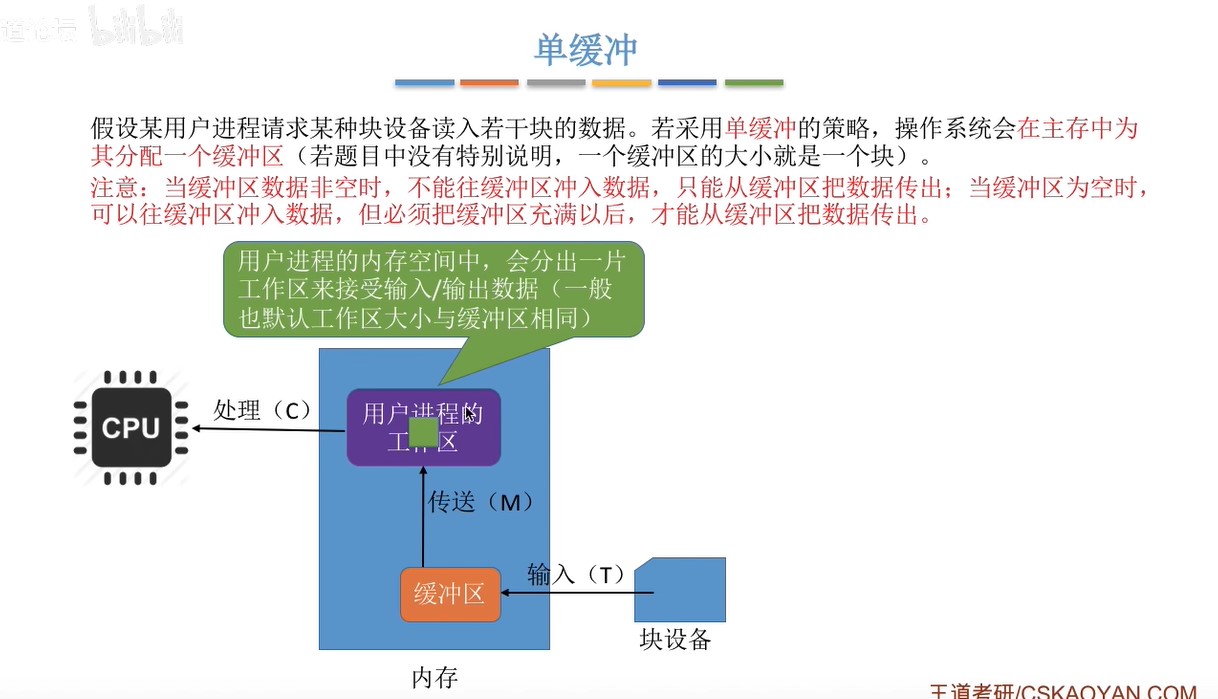 bilibili
单缓冲
假设某用户进程请求某种块设备读入若干块的数据。若采用单缓冲的策略，操作系统会在主存中为
其分配一个缓冲区（若题目中没有特别说明，一个缓冲区的大小就是一个块）。
注意：当缓冲区数据非空时，不能往缓冲区冲入数据，只能从缓冲区把数据传出；当缓冲区为空时，
可以往缓冲区冲入数据，但必须把缓冲区充满以后，才能从缓冲区把数据传出。
用户进程的内存空间中，会分出一片
工作区来接受输入/输出数据（一般
也默认工作区大小与缓冲区相同）
CPU
处理（C）
用户进程的
工作区
传送（M）
缓冲区
输入（T）
块设备
内存
王道考研/CSKAOYAN.COM